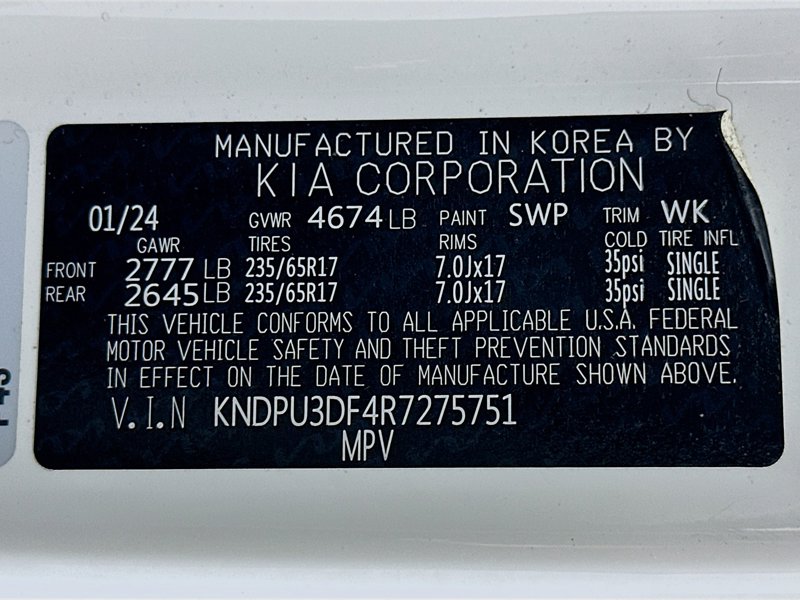 MANUFACTURED IN KOREA BY
KIA CORPORATION
01/24 GVWR 4674 LB PAINT SWP TRIM WK
GAWR TIRES RIMS COLD TIRE INFL
FRONT 2777 LB 235/65R17 7.0Jx17 35psi SINGLE
REAR 2645 LB 235/65R17 7.0Jx17 35psi SINGLE
THIS VEHICLE CONFORMS TO ALL APPLICABLE U.S.A. FEDERAL
MOTOR VEHICLE SAFETY AND THEFT PREVENTION STANDARDS
IN EFFECT ON THE DATE OF MANUFACTURE SHOWN ABOVE.
V.I.N KNDPU3DF4R7275751
MPV